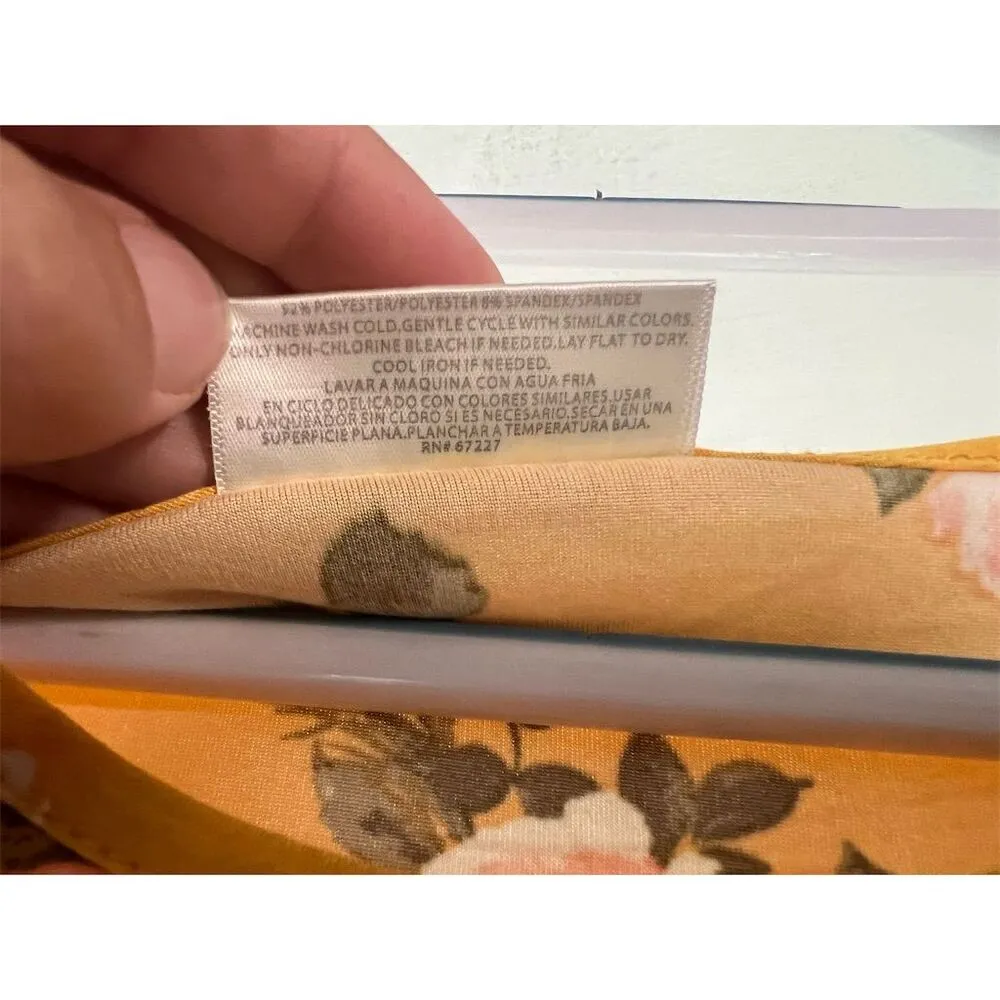 92% POLYESTER/POLYESTER 8% SPANDEX/SPANDEX
MACHINE WASH COLD.GENTLE CYCLE WITH SIMILAR COLORS.
ONLY NON-CHLORINE BLEACH IF NEEDED.LAY FLAT TO DRY.
COOL IRON IF NEEDED.
LAVAR A MAQUINA CON AGUA FRIA
EN CICLO DELICADO CON COLORES SIMILARES.USAR
BLANQUEADOR SIN CLORO SI ES NECESARIO.SECAR EN UNA
SUPERFICIE PLANA.PLANCHAR A TEMPERATURA BAJA.
RN# 67227